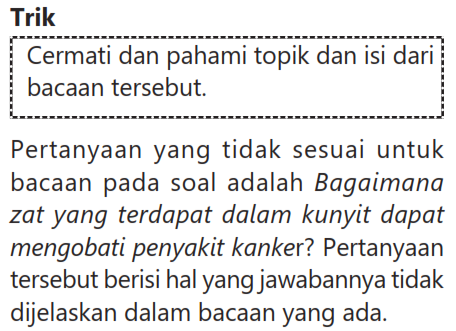 Trik
Cermati dan pahami topik dan isi dari
bacaan tersebut.
Pertanyaan yang tidak sesuai untuk
bacaan pada soal adalah Bagaimana
zat yang terdapat dalam kunyit dapat
mengobati penyakit kanker? Pertanyaan
tersebut berisi hal yang jawabannya tidak
dijelaskan dalam bacaan yang ada.